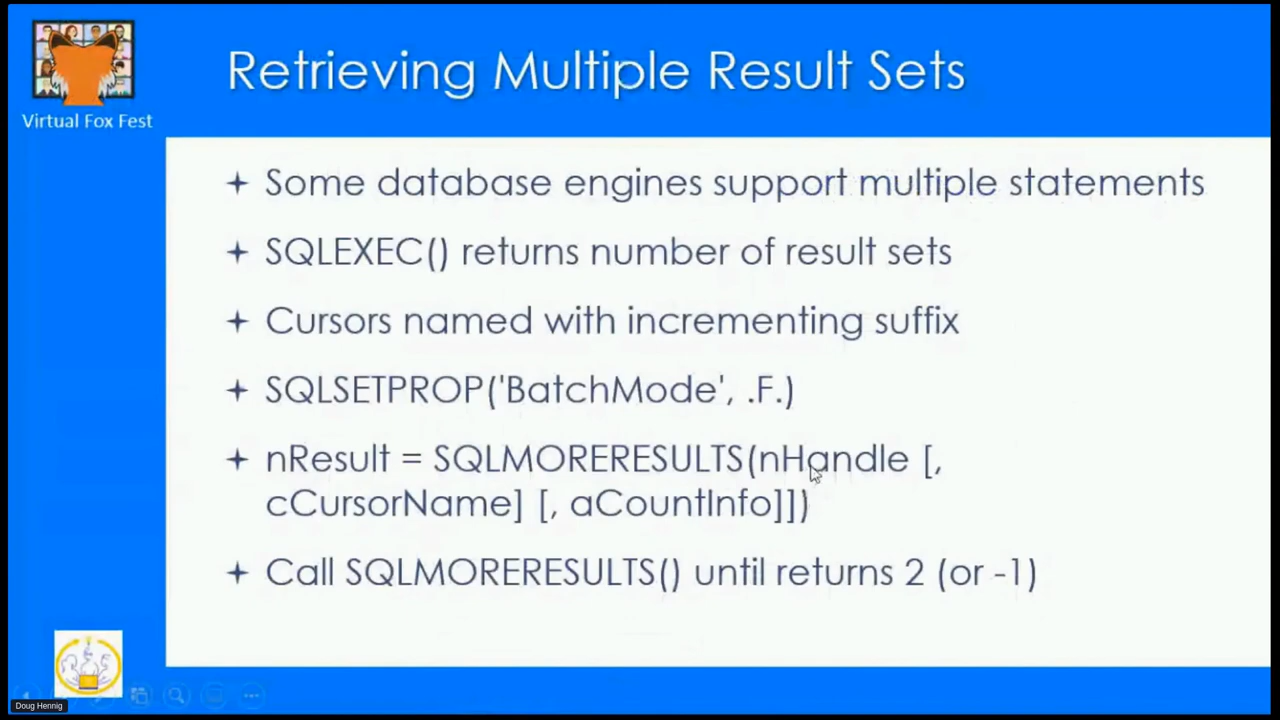 Retrieving Multiple Result Sets
Virtual Fox Fest
Some database engines support multiple statements
SQLEXEC() returns number of result sets
Cursors named with incrementing suffix
SQLSETPROP('BatchMode', .F.)
nResult = SQLMORERESULTS(nHandle [,
cCursorName] [, aCountInfo]])
Call SQLMORERESULTS() until returns 2 (or -1)
Doug Hennig